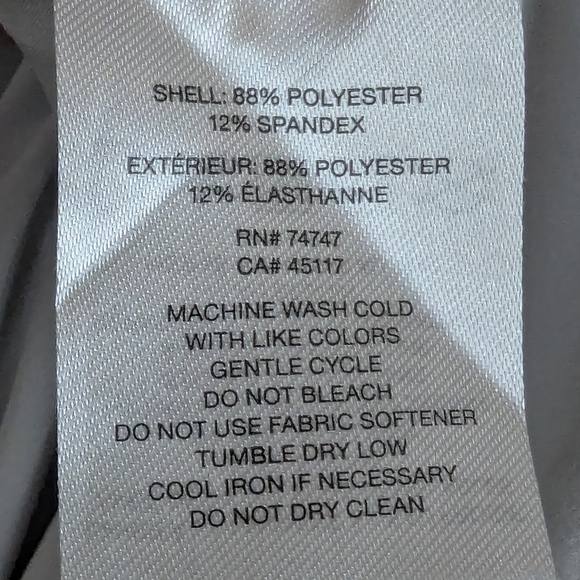 SHELL: 88% POLYESTER
12% SPANDEX
EXTÉRIEUR: 88% POLYESTER
12% ÉLASTHANNE
RN# 74747
CA# 45117
MACHINE WASH COLD
WITH LIKE COLORS
GENTLE CYCLE
DO NOT BLEACH
DO NOT USE FABRIC SOFTENER
TUMBLE DRY LOW
COOL IRON IF NECESSARY
DO NOT DRY CLEAN